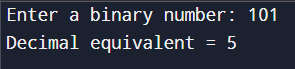 Enter a binary number: 101
Decimal equivalent = 5